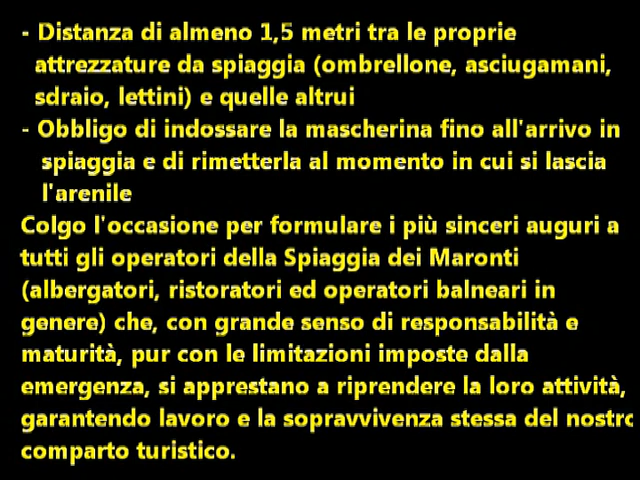 - Distanza di almeno 1,5 metri tra le proprie
attrezzature da spiaggia (ombrellone, asciugamani,
sdraio, lettini) e quelle altrui
- Obbligo di indossare la mascherina fino all'arrivo in
spiaggia e di rimetterla al momento in cui si lascia
l'arenile
Colgo l'occasione per formulare i più sinceri auguri a
tutti gli operatori della Spiaggia dei Maronti
(albergatori, ristoratori ed operatori balneari in
genere) che, con grande senso di responsabilità e
maturità, pur con le limitazioni imposte dalla
emergenza, si apprestano a riprendere la loro attività,
garantendo lavoro e la sopravvivenza stessa del nostro
comparto turistico.